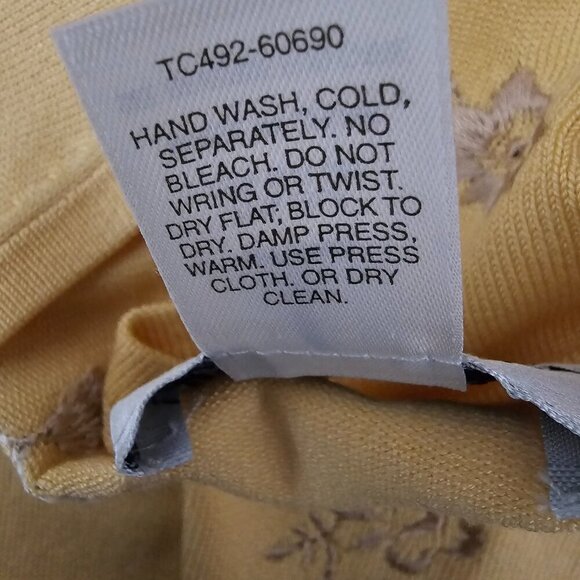 TC492-60690
HAND WASH, COLD,
SEPARATELY. NO
BLEACH. DO NOT
WRING OR TWIST.
DRY FLAT; BLOCK TO
DRY. DAMP PRESS,
WARM. USE PRESS
CLOTH. OR DRY
CLEAN.